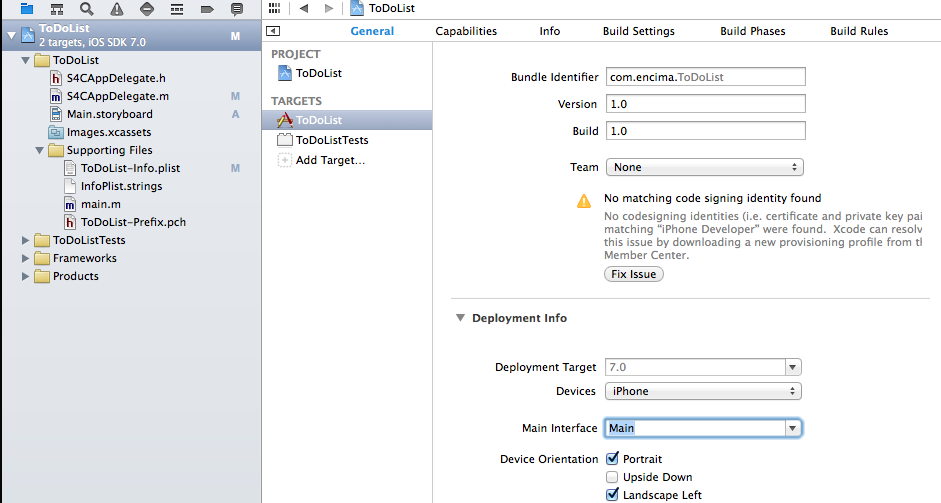 ToDoList
2 targets, iOS SDK 7.0
M
ToDoList
S4CAppDelegate.h
S4CAppDelegate.m
M
Main.storyboard
A
Images.xcassets
Supporting Files
ToDoList-Info.plist
M
InfoPlist.strings
main.m
ToDoList-Prefix.pch
ToDoListTests
Frameworks
Products
ToDoList
General
Capabilities
Info
Build Settings
Build Phases
Build Rules
PROJECT
ToDoList
TARGETS
ToDoList
ToDoListTests
Add Target...
Bundle Identifier
com.encima.ToDoList
Version
1.0
Build
1.0
Team
None
No matching code signing identity found
No codesigning identities (i.e. certificate and private key pai
matching “iPhone Developer” were found. Xcode can resolv
this issue by downloading a new provisioning profile from th
Member Center.
Fix Issue
Deployment Info
Deployment Target
7.0
Devices
iPhone
Main Interface
Main
Device Orientation
Portrait
Upside Down
Landscape Left